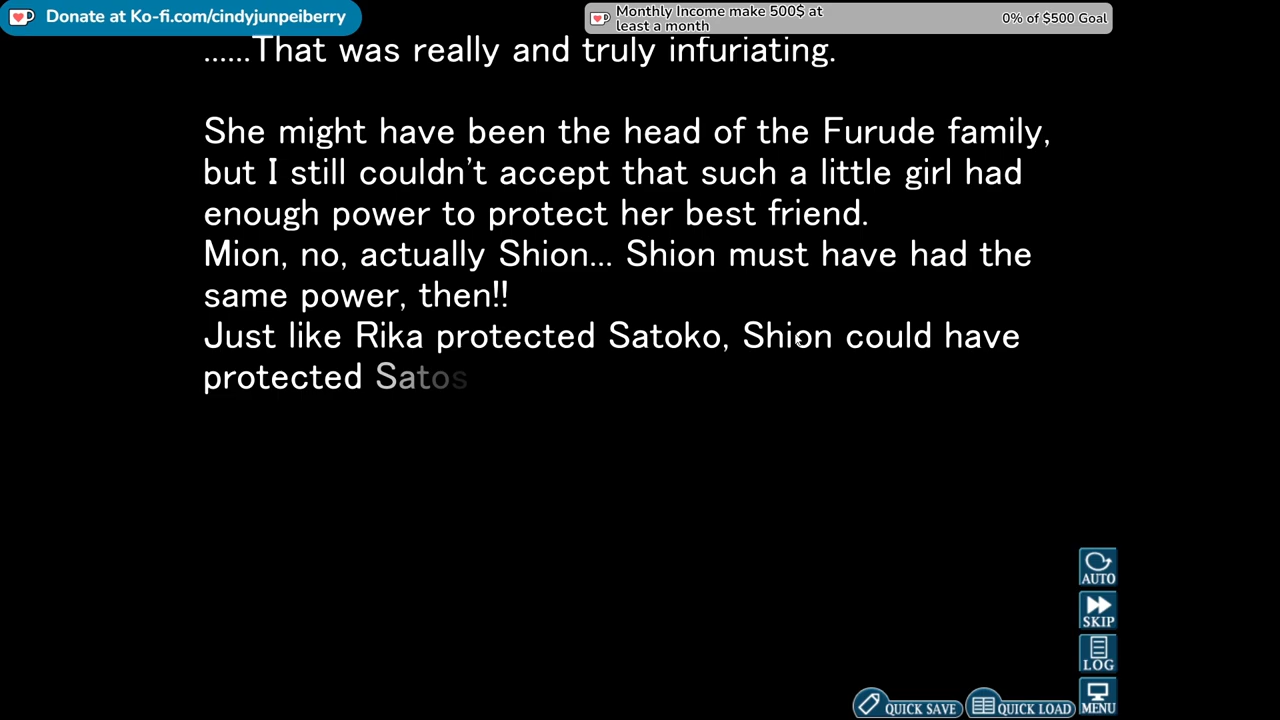 Donate at Ko-fi.com/cindyjunpeiberry
Monthly Income make 500$ at
least a month
0% of $500 Goal
......That was really and truly infuriating.
She might have been the head of the Furude family,
but I still couldn't accept that such a little girl had
enough power to protect her best friend.
Mion, no, actually Shion... Shion must have had the
same power, then!!
Just like Rika protected Satoko, Shion could have
protected Satos
AUTO
SKIP
LOG
MENU
QUICK SAVE
QUICK LOAD